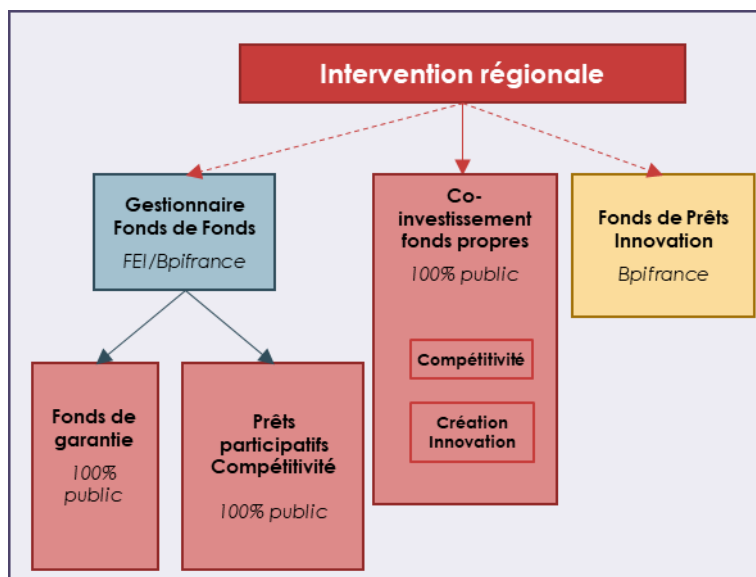 Intervention régionale
Gestionnaire
Fonds de Fonds
FEI/Bpifrance
Co-
investissement
fonds propres
100% public
Compétitivité
Création
Innovation
Fonds de Prêts
Innovation
Bpifrance
Fonds de
garantie
100%
public
Prêts
participatifs
Compétitivité
100% public